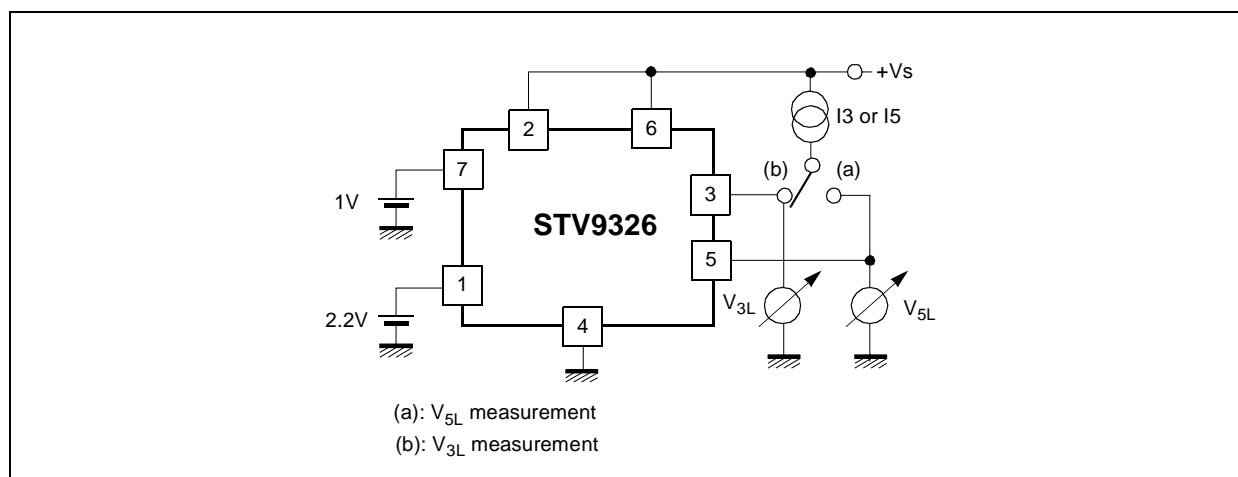 +Vs
I3 or I5
2
6
7
(b)
(a)
3
1V
STV9326
5
1
V3L
V5L
2.2V
4
(a): V5L measurement
(b): V3L measurement